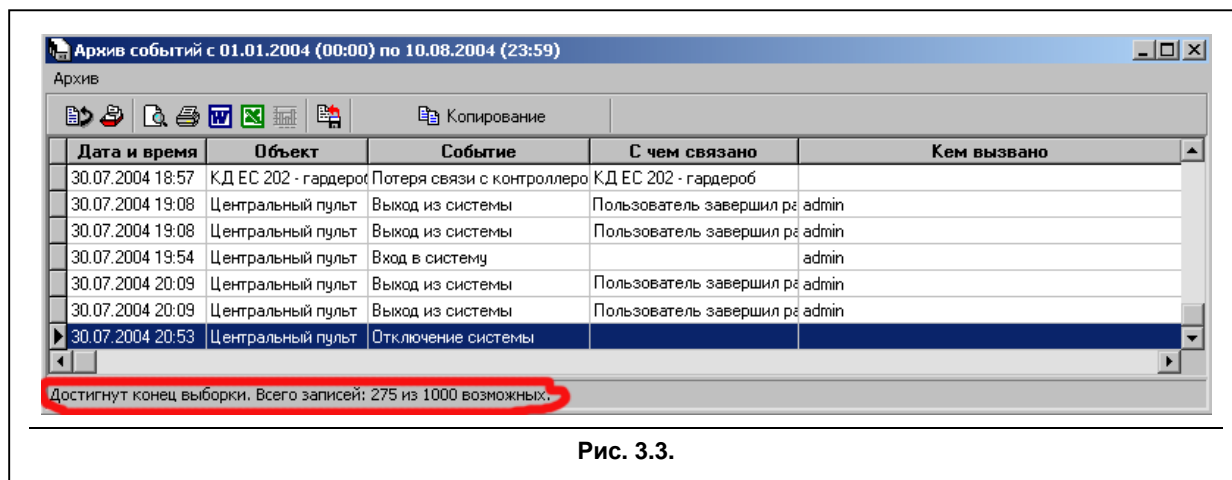 Архив событий с 01.01.2004 (00:00) по 10.08.2004 (23:59)
Архив
Копирование
Дата и время Объект Событие С чем связано Кем вызвано
30.07.2004 18:57 КД ЕС 202 - гардероб Потеря связи с контроллеро КД ЕС 202 - гардероб
30.07.2004 19:08 Центральный пульт Выход из системы Пользователь завершил ра admin
30.07.2004 19:08 Центральный пульт Выход из системы Пользователь завершил ра admin
30.07.2004 19:54 Центральный пульт Вход в систему admin
30.07.2004 20:09 Центральный пульт Выход из системы Пользователь завершил ра admin
30.07.2004 20:09 Центральный пульт Выход из системы Пользователь завершил ра admin
30.07.2004 20:53 Центральный пульт Отключение системы
Достигнут конец выборки. Всего записей: 275 из 1000 возможных.
Рис. 3.3.